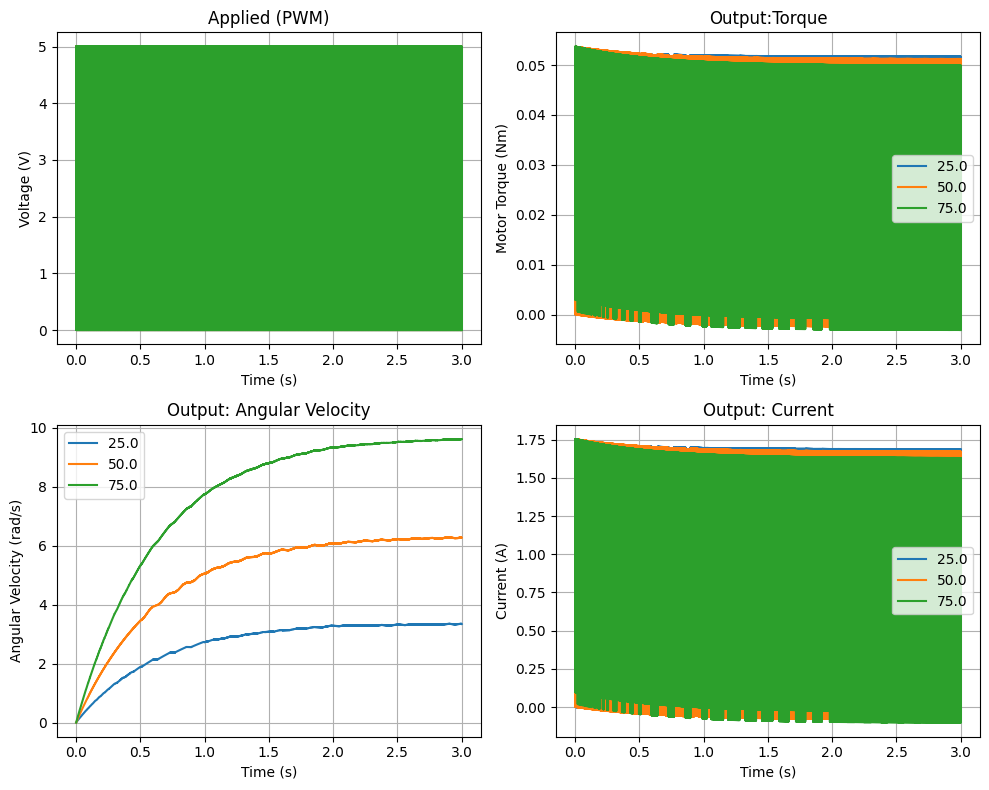 Applied (PWM)
Voltage (V)
5
4
3
2
1
0
0.0 0.5 1.0 1.5 2.0 2.5 3.0
Time (s)
Output:Torque
Motor Torque (Nm)
0.05
0.04
0.03
0.02
0.01
0.00
25.0
50.0
75.0
0.0 0.5 1.0 1.5 2.0 2.5 3.0
Time (s)
Output: Angular Velocity
Angular Velocity (rad/s)
10
8
6
4
2
0
25.0
50.0
75.0
0.0 0.5 1.0 1.5 2.0 2.5 3.0
Time (s)
Output: Current
Current (A)
1.75
1.50
1.25
1.00
0.75
0.50
0.25
0.00
25.0
50.0
75.0
0.0 0.5 1.0 1.5 2.0 2.5 3.0
Time (s)